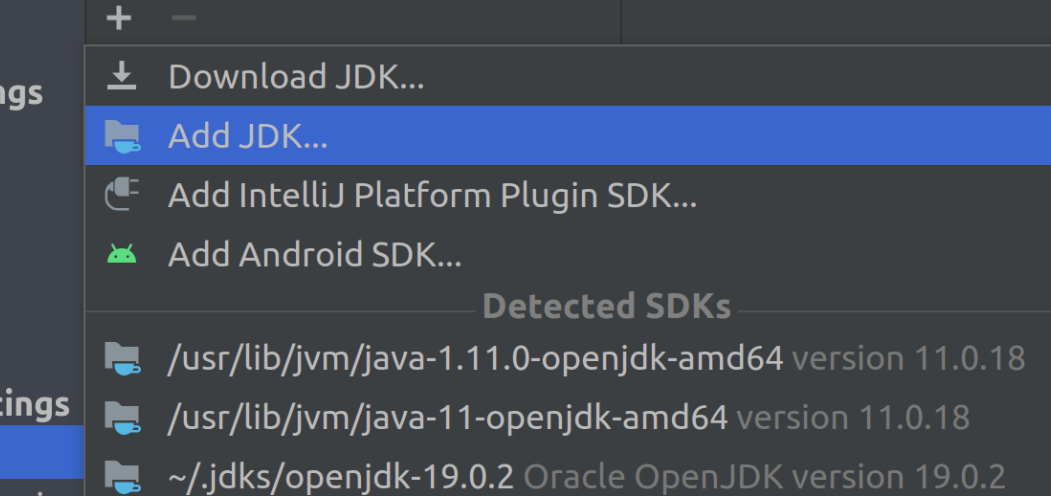 Download JDK...
ngs
Add JDK...
Add IntelliJ Platform Plugin SDK...
Add Android SDK...
Detected SDKs
/usr/lib/jvm/java-1.11.0-openjdk-amd64 version 11.0.18
tings
/usr/lib/jvm/java-11-openjdk-amd64 version 11.0.18
~/.jdks/openjdk-19.0.2 Oracle OpenJDK version 19.0.2